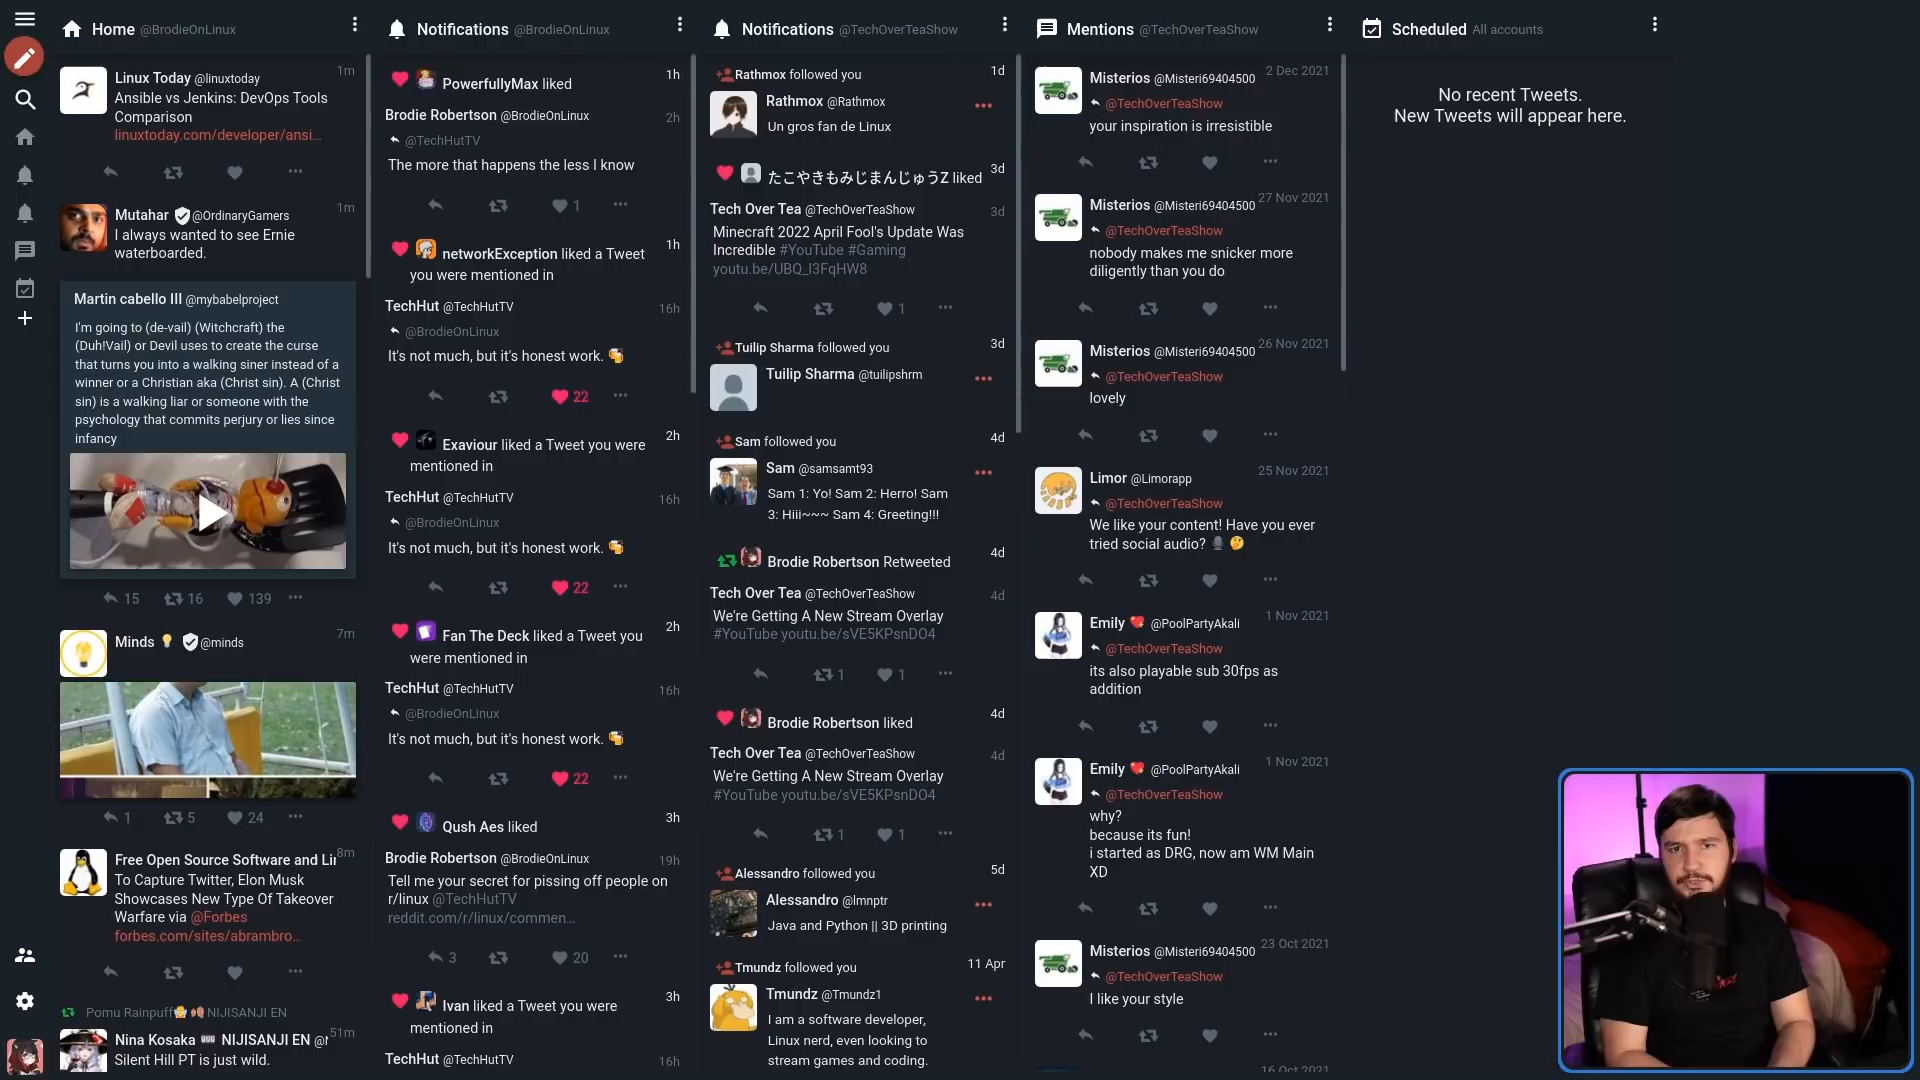 Home @BrodieOnLinux
Linux Today @linuxtoday 1m
Ansible vs Jenkins: DevOps Tools
Comparison
linuxtoday.com/developer/ansi...
Mutahar @OrdinaryGamers 1m
I always wanted to see Ernie
waterboarded.
Martin cabello III @mybabelproject
I'm going to (de-vail) (Witchcraft) the
(Duh!Vail) or Devil uses to create the curse
that turns you into a walking siner instead of a
winner or a Christian aka (Christ sin). A (Christ
sin) is a walking liar or someone with the
psychology that commits perjury or lies since
infancy
15 16 139
Minds 💡 @minds 7m
1 5 24
Free Open Source Software and Lir 8m
To Capture Twitter, Elon Musk
Showcases New Type Of Takeover
Warfare via @Forbes
forbes.com/sites/abrambro...
Pomu Rainpuff NIJISANJI EN
Nina Kosaka NIJISANJI EN 51m
Silent Hill PT is just wild.
Notifications @BrodieOnLinux
PowerfullyMax liked 1h
Brodie Robertson @BrodieOnLinux 2h
@TechHutTV
The more that happens the less I know
1
networkException liked a Tweet 1h
you were mentioned in
TechHut @TechHutTV 16h
@BrodieOnLinux
It's not much, but it's honest work. 🍻
22
Exaviour liked a Tweet you were 2h
mentioned in
TechHut @TechHutTV 16h
@BrodieOnLinux
It's not much, but it's honest work. 🍻
22
Fan The Deck liked a Tweet you 2h
were mentioned in
TechHut @TechHutTV 16h
@BrodieOnLinux
It's not much, but it's honest work. 🍻
22
Qush Aes liked 3h
Brodie Robertson @BrodieOnLinux 19h
Tell me your secret for pissing off people on
r/linux @TechHutTV
reddit.com/r/linux/commen...
3 20
Ivan liked a Tweet you were 3h
mentioned in
TechHut @TechHutTV 16h
Notifications @TechOverTeaShow
Rathmox followed you 1d
Rathmox @Rathmox
Un gros fan de Linux
たこやきもみじまんじゅうZ liked 3d
Tech Over Tea @TechOverTeaShow 3d
Minecraft 2022 April Fool's Update Was
Incredible #YouTube #Gaming
youtu.be/UBQ_I3FqHW8
1
Tuilip Sharma followed you 3d
Tuilip Sharma @tuilipshrm
Sam followed you 4d
Sam @samsamt93
Sam 1: Yo! Sam 2: Herro! Sam
3: Hiii~~~ Sam 4: Greeting!!!
Brodie Robertson Retweeted 4d
Tech Over Tea @TechOverTeaShow 4d
We're Getting A New Stream Overlay
#YouTube youtu.be/sVE5KPsnDO4
1 1
Brodie Robertson liked 4d
Tech Over Tea @TechOverTeaShow 4d
We're Getting A New Stream Overlay
#YouTube youtu.be/sVE5KPsnDO4
1 1
Alessandro followed you 5d
Alessandro @lmnptr
Java and Python || 3D printing
Tmundz followed you 11 Apr
Tmundz @Tmundz1
I am a software developer,
Linux nerd, even looking to
stream games and coding.
Mentions @TechOverTeaShow
Misterios @Misteri69404500 2 Dec 2021
@TechOverTeaShow
your inspiration is irresistible
Misterios @Misteri69404500 27 Nov 2021
@TechOverTeaShow
nobody makes me snicker more
diligently than you do
Misterios @Misteri69404500 26 Nov 2021
@TechOverTeaShow
lovely
Limor @Limorapp 25 Nov 2021
@TechOverTeaShow
We like your content! Have you ever
tried social audio? 🎙 🤔
Emily 💖 @PoolPartyAkali 1 Nov 2021
@TechOverTeaShow
its also playable sub 30fps as
addition
Emily 💖 @PoolPartyAkali 1 Nov 2021
@TechOverTeaShow
why?
because its fun!
i started as DRG, now am WM Main
XD
Misterios @Misteri69404500 23 Oct 2021
@TechOverTeaShow
I like your style
16 Oct 2021
Scheduled All accounts
No recent Tweets.
New Tweets will appear here.